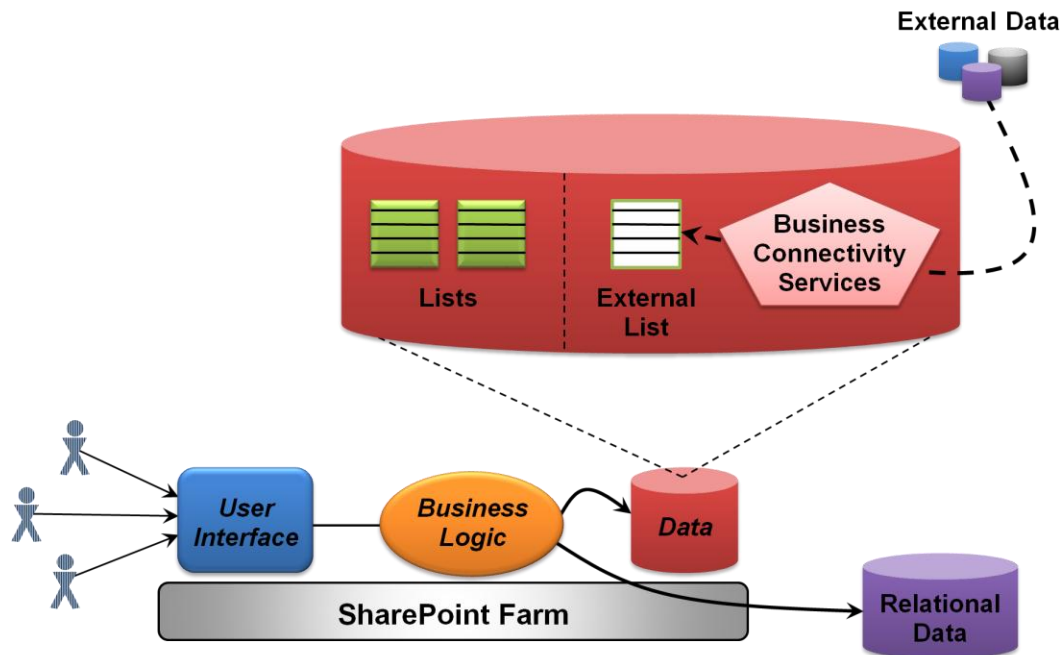 External Data
Business
Connectivity
Services
Lists
External
List
User
Interface
Business
Logic
Data
SharePoint Farm
Relational
Data